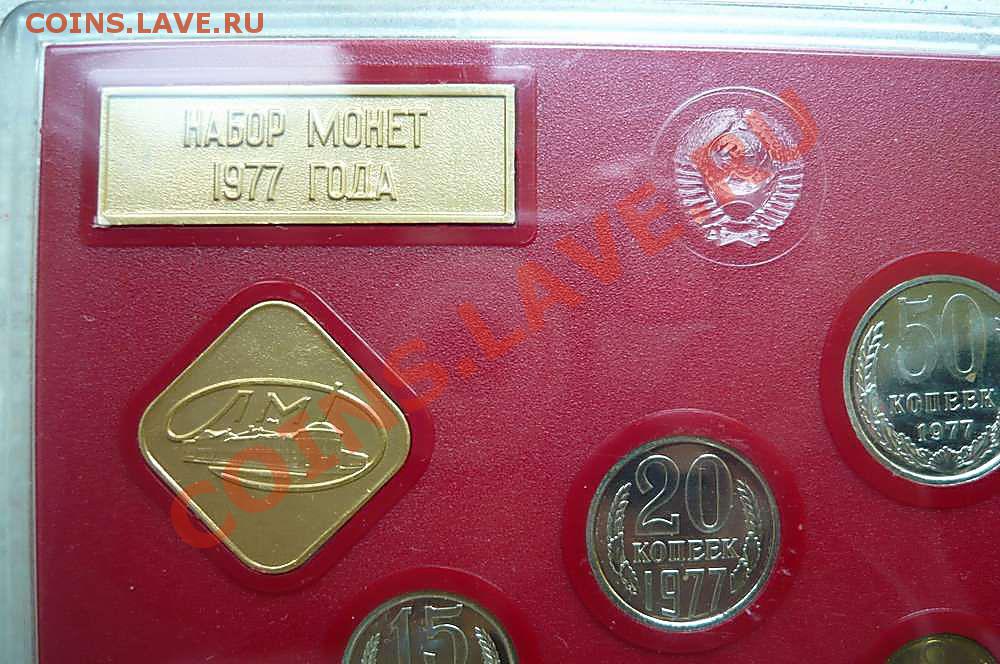 COINS.LAVE.RU
НАБОР МОНЕТ
1977 ГОДА
ЛМД
COINS.LAVE.RU
50
КОПЕЕК
1977
20
КОПЕЕК
1977
15